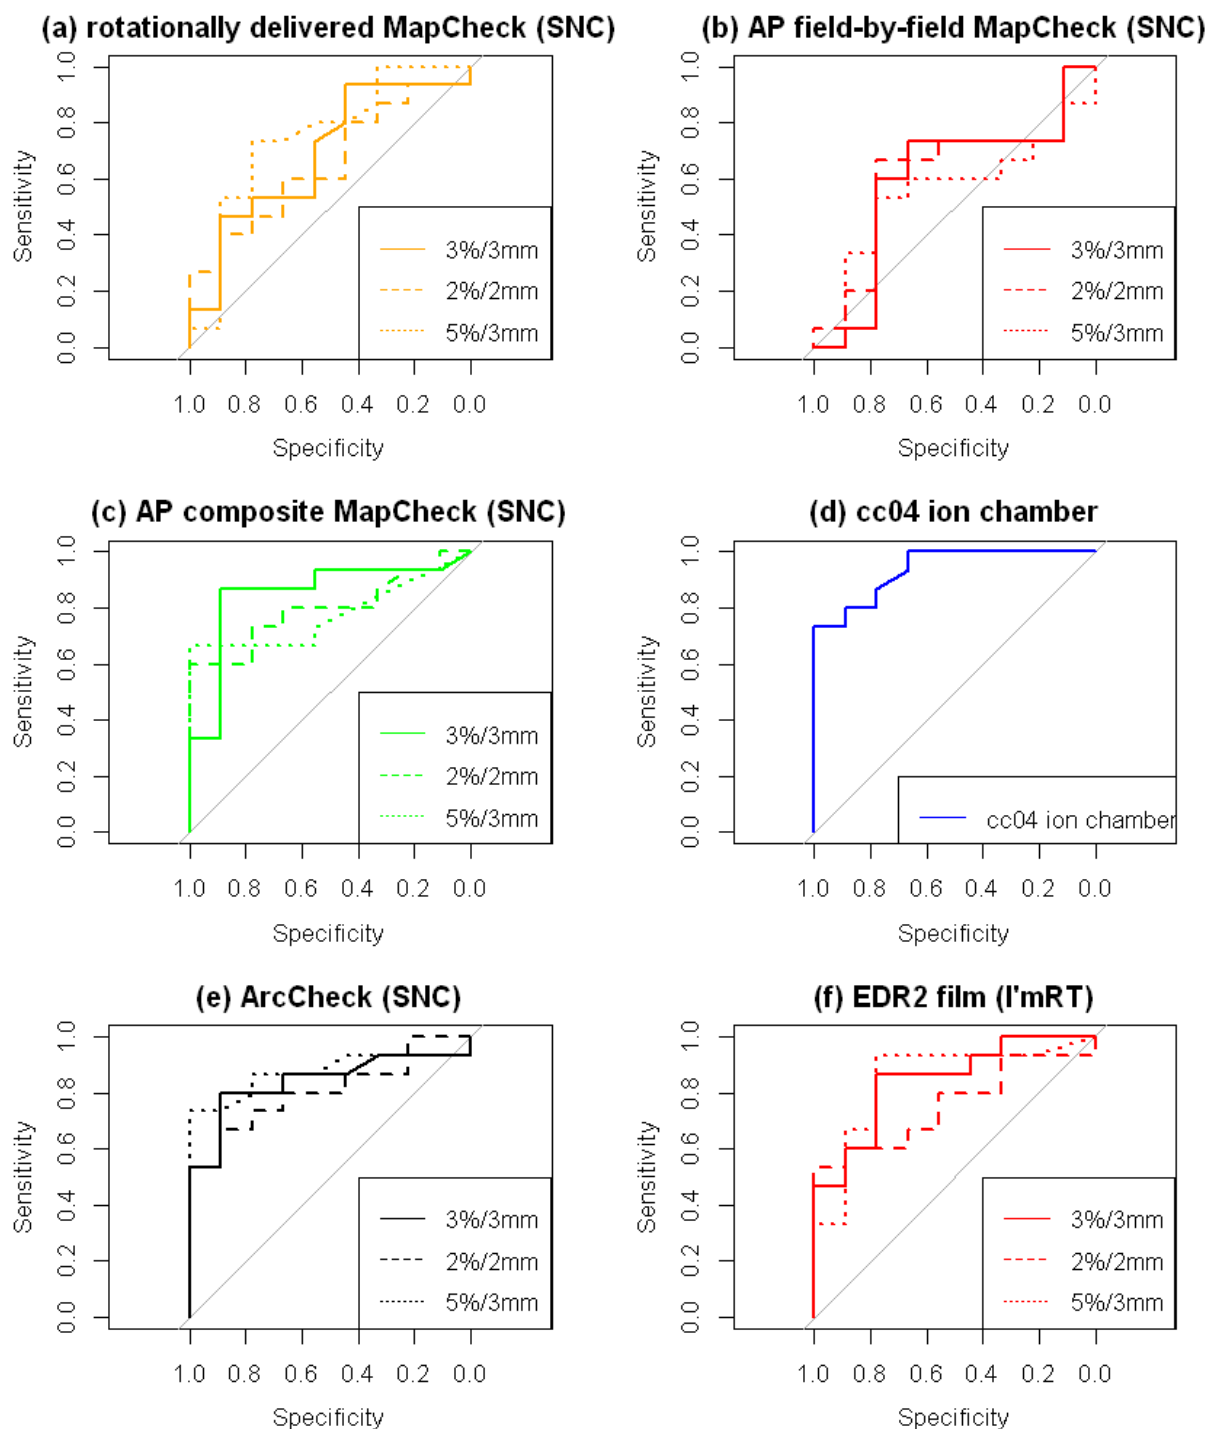 (a) rotationally delivered MapCheck (SNC)
Sensitivity
0.0 0.2 0.4 0.6 0.8 1.0
3%/3mm
2%/2mm
5%/3mm
1.0 0.8 0.6 0.4 0.2 0.0
Specificity
(b) AP field-by-field MapCheck (SNC)
Sensitivity
0.0 0.2 0.4 0.6 0.8 1.0
3%/3mm
2%/2mm
5%/3mm
1.0 0.8 0.6 0.4 0.2 0.0
Specificity
(c) AP composite MapCheck (SNC)
Sensitivity
0.0 0.2 0.4 0.6 0.8 1.0
3%/3mm
2%/2mm
5%/3mm
1.0 0.8 0.6 0.4 0.2 0.0
Specificity
(d) cc04 ion chamber
Sensitivity
0.0 0.2 0.4 0.6 0.8 1.0
cc04 ion chamber
1.0 0.8 0.6 0.4 0.2 0.0
Specificity
(e) ArcCheck (SNC)
Sensitivity
0.0 0.2 0.4 0.6 0.8 1.0
3%/3mm
2%/2mm
5%/3mm
1.0 0.8 0.6 0.4 0.2 0.0
Specificity
(f) EDR2 film (I'mRT)
Sensitivity
0.0 0.2 0.4 0.6 0.8 1.0
3%/3mm
2%/2mm
5%/3mm
1.0 0.8 0.6 0.4 0.2 0.0
Specificity